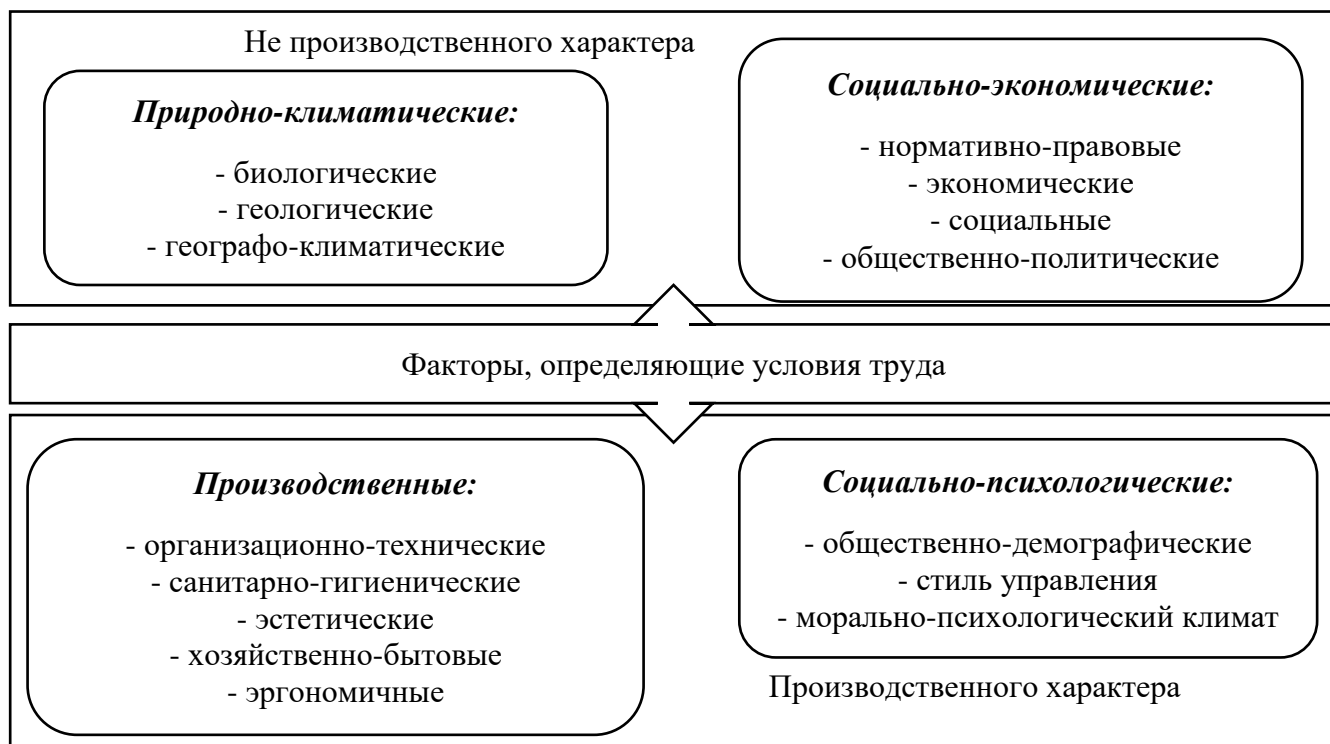 Не производственного характера
Природно-климатические:
- биологические
- геологические
- географо-климатические
Социально-экономические:
- нормативно-правовые
- экономические
- социальные
- общественно-политические
Факторы, определяющие условия труда
Производственные:
- организационно-технические
- санитарно-гигиенические
- эстетические
- хозяйственно-бытовые
- эргономичные
Социально-психологические:
- общественно-демографические
- стиль управления
- морально-психологический климат
Производственного характера